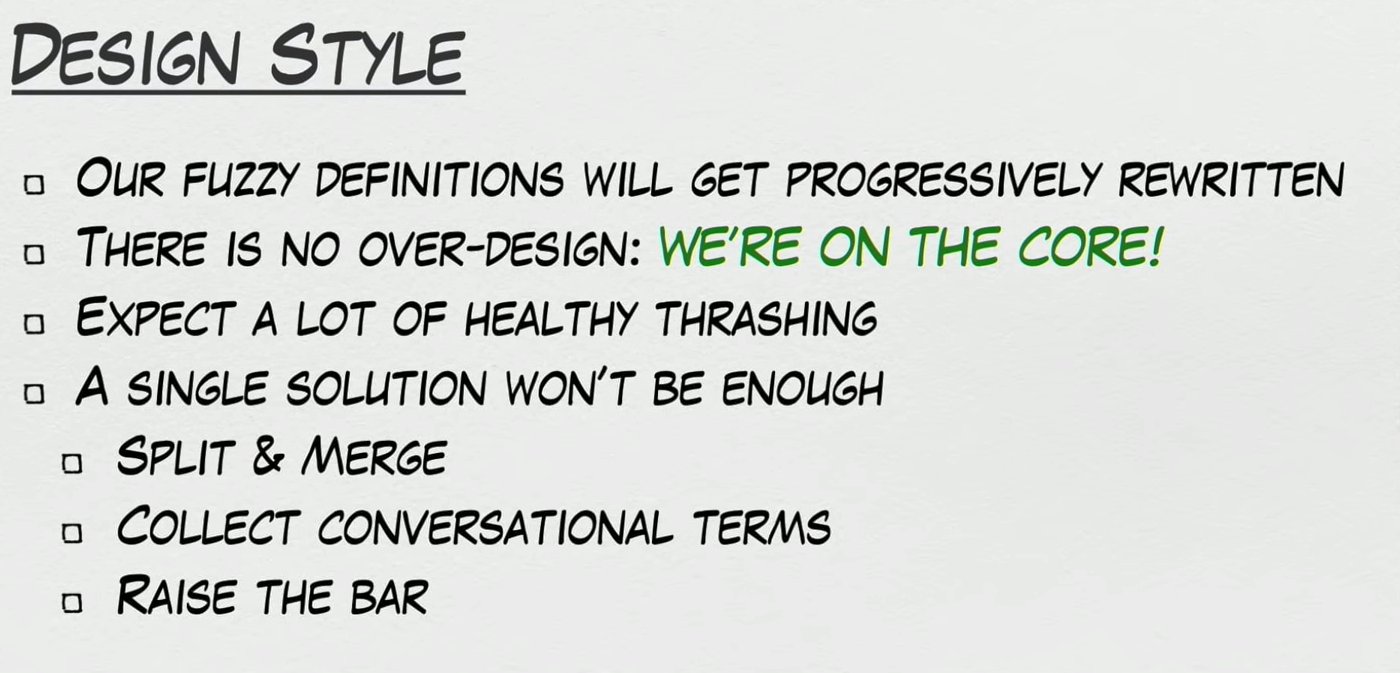 Design Style
Our fuzzy definitions will get progressively rewritten
There is no over-design: we're on the core!
Expect a lot of healthy thrashing
A single solution won't be enough
Split & Merge
Collect conversational terms
Raise the bar